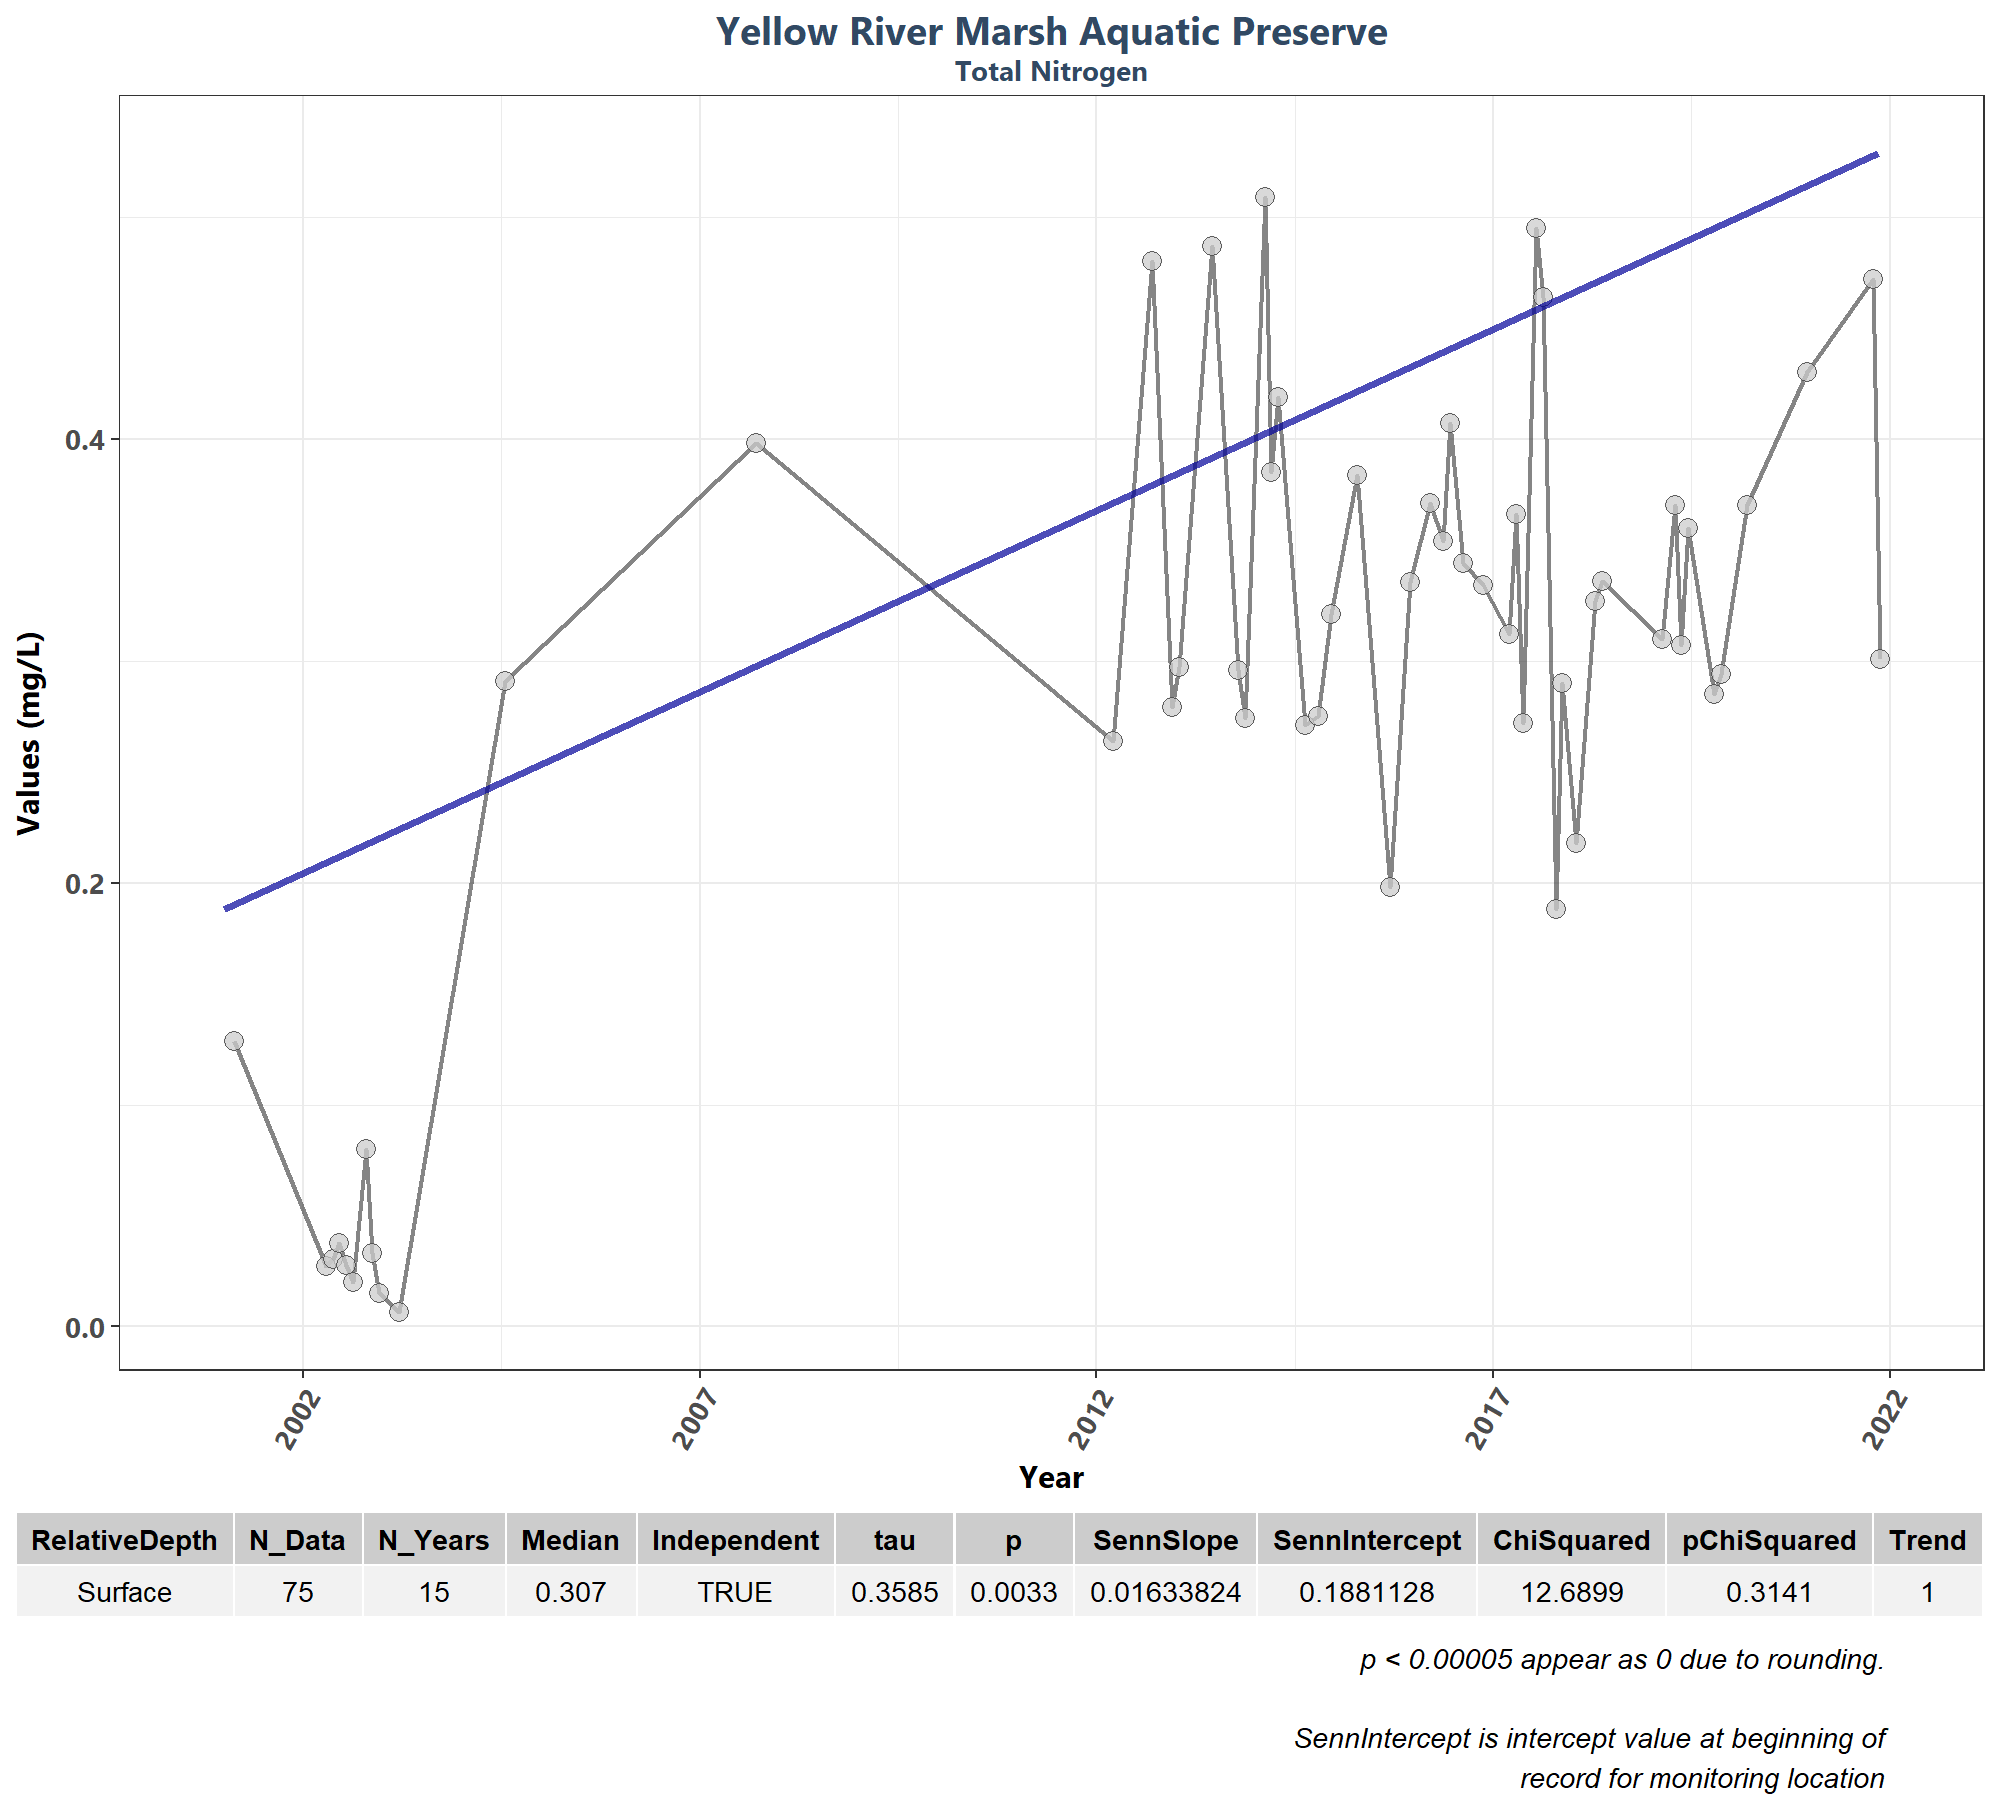 Yellow River Marsh Aquatic Preserve
Total Nitrogen
Values (mg/L)
0.4
0.2
0.0
2002 2007 2012 2017 2022
Year
RelativeDepth N_Data N_Years Median Independent tau p SennSlope SennIntercept ChiSquared pChiSquared Trend
Surface 75 15 0.307 TRUE 0.3585 0.0033 0.01633824 0.1881128 12.6899 0.3141 1
p < 0.00005 appear as 0 due to rounding.
SennIntercept is intercept value at beginning of
record for monitoring location